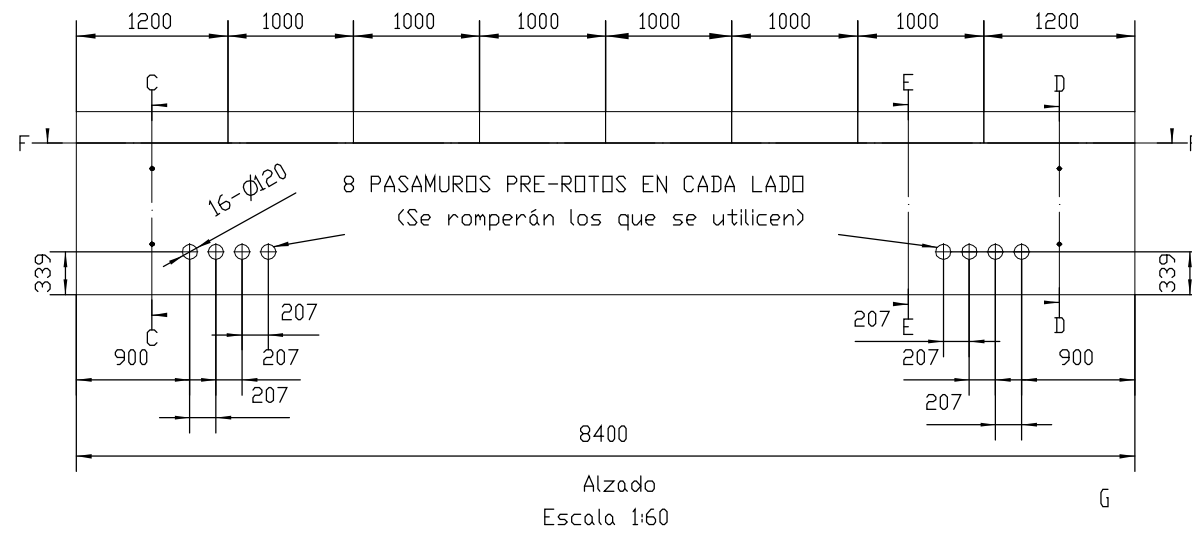 1200 1000 1000 1000 1000 1000 1000 1200
C E D
F F
16-Ø120
8 PASAMUROS PRE-ROTOS EN CADA LADO
(Se romperán los que se utilicen)
339 339
207 207
C E D
900 207 207 900
207 207
8400
Alzado
Escala 1:60
G